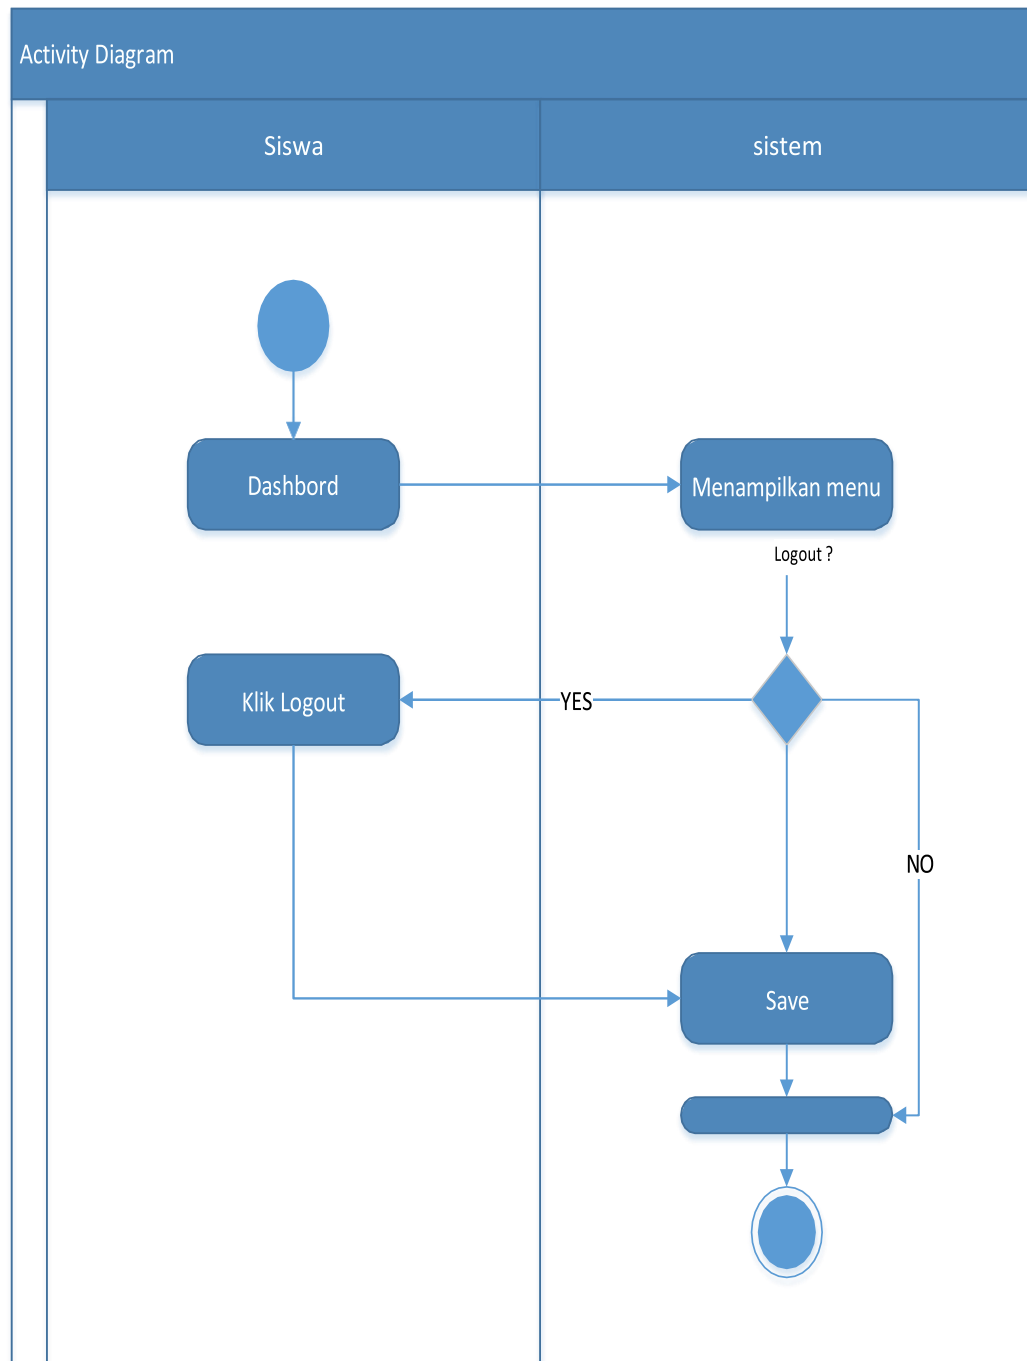 Activity Diagram
Siswa
sistem
Dashbord
Menampilkan menu
Logout ?
Klik Logout
YES
NO
Save